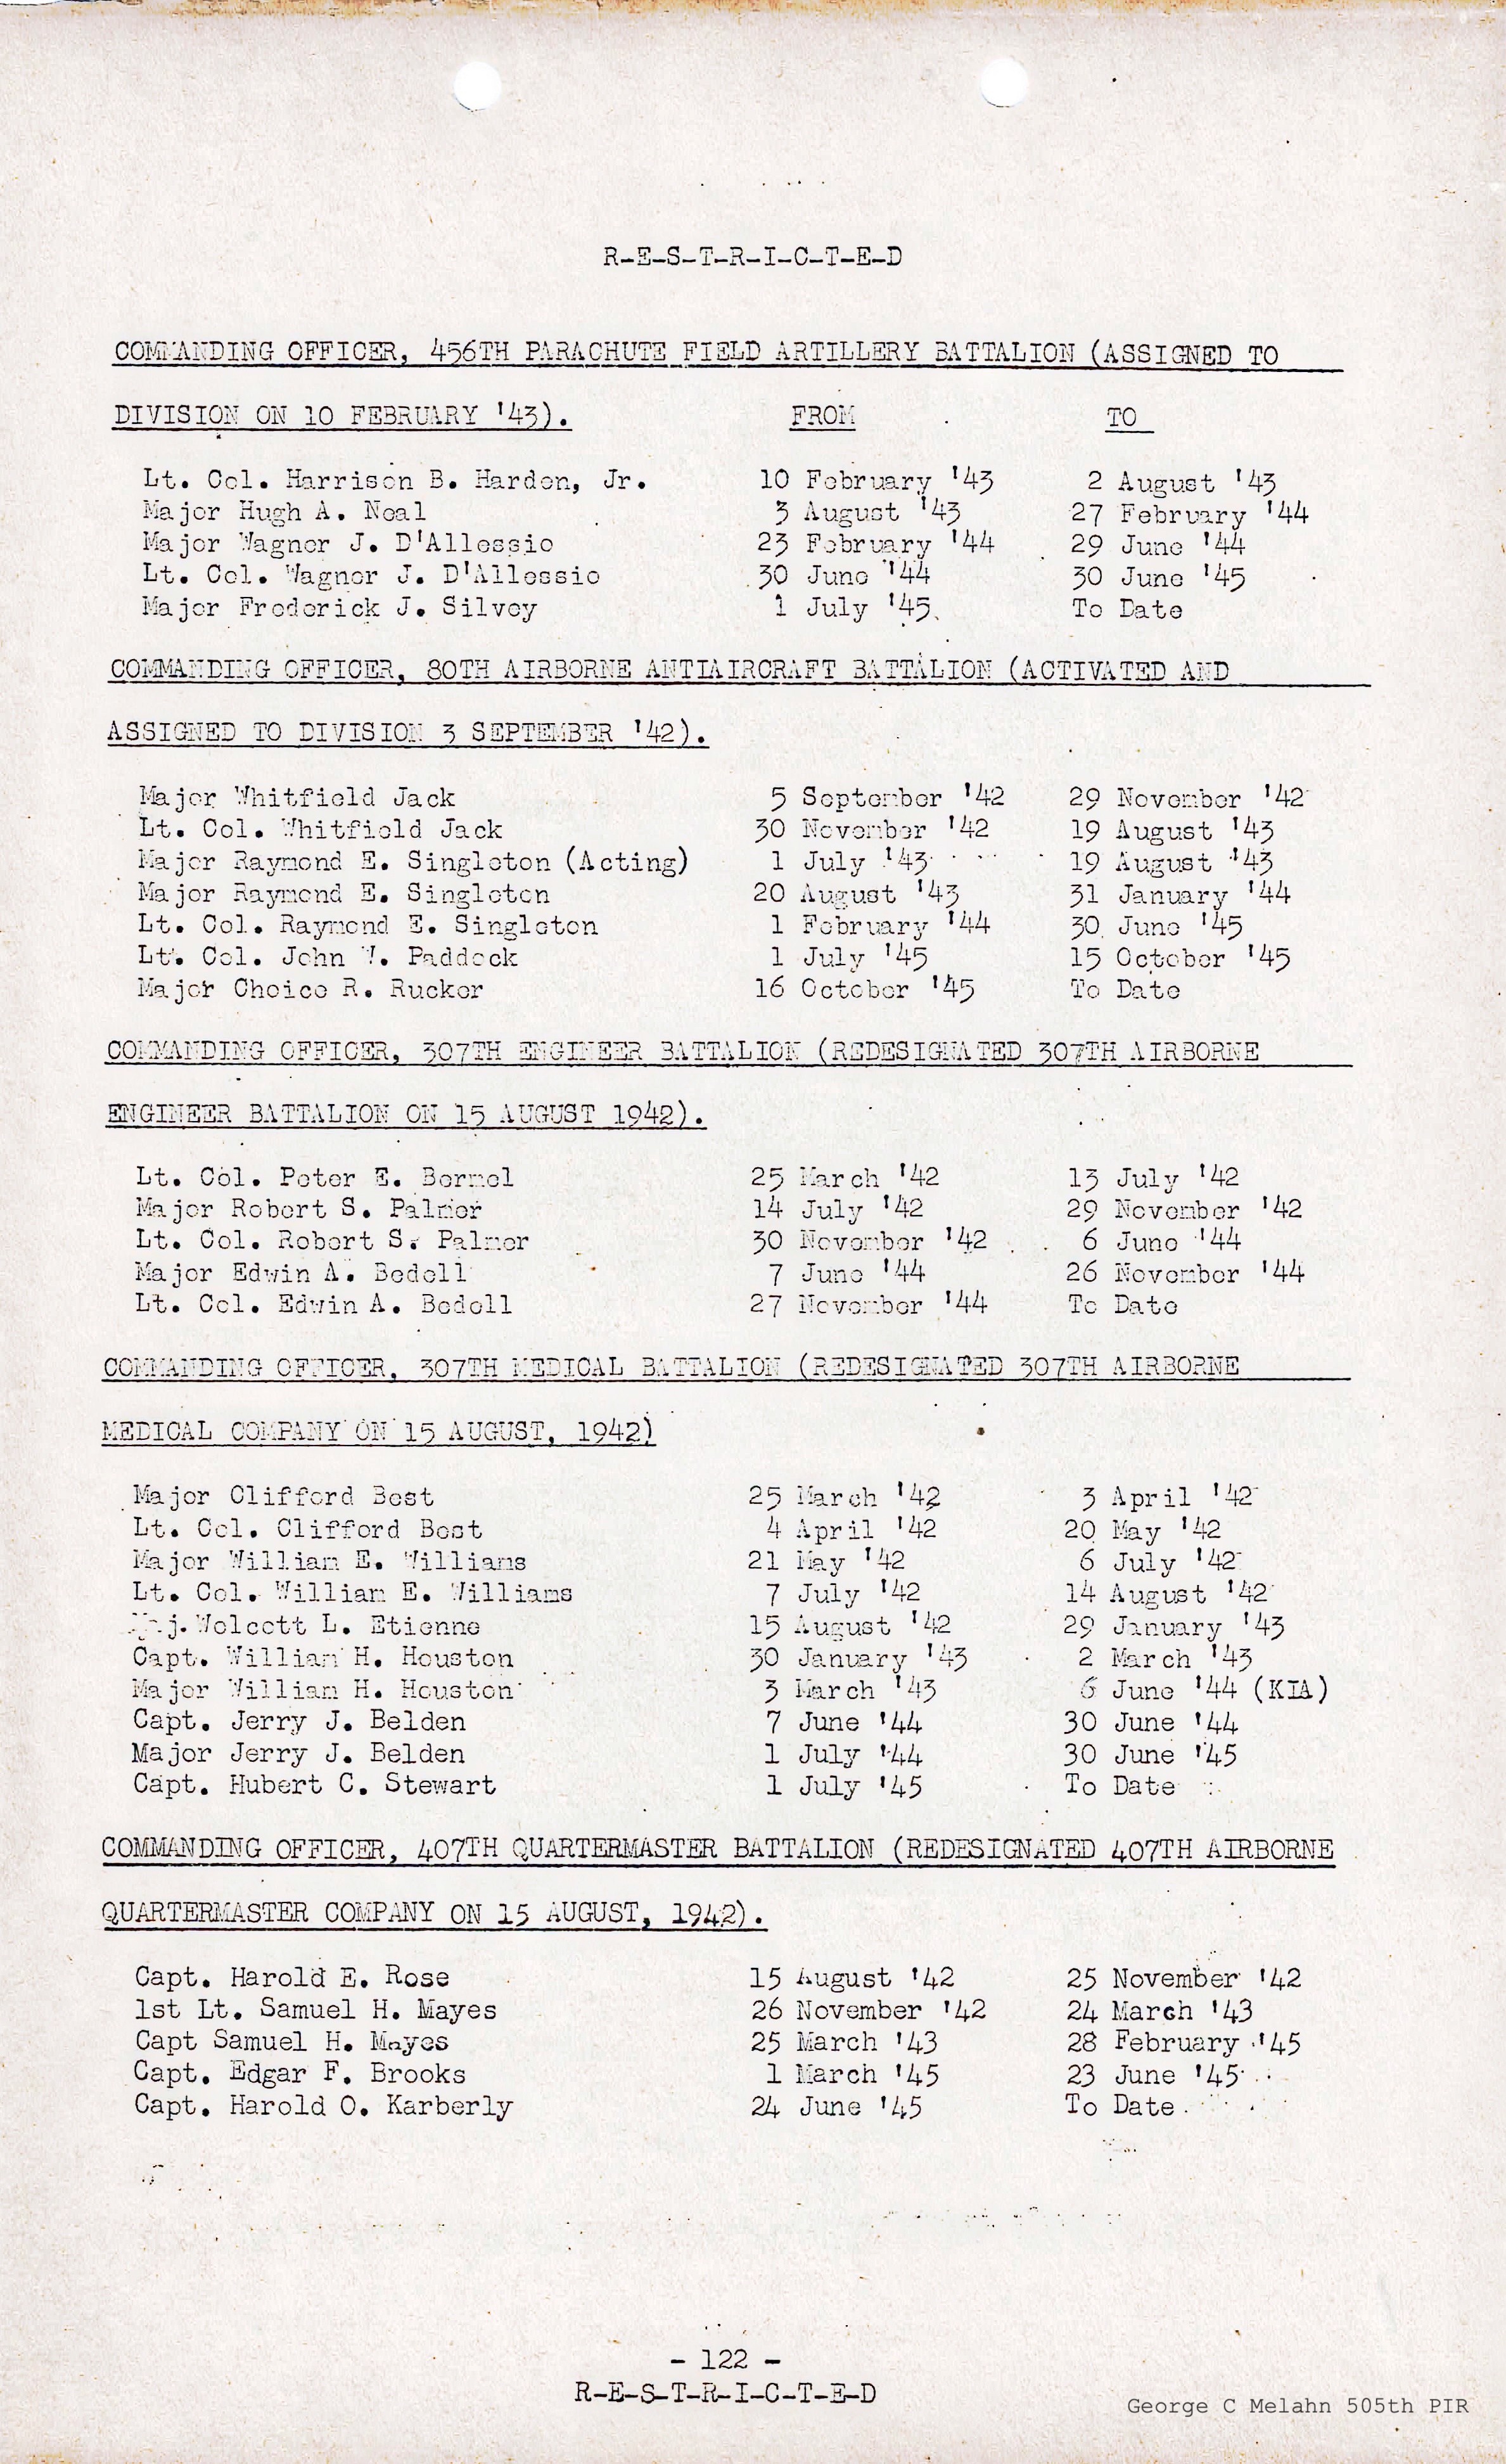 R-E-S-T-R-I-C-T-E-D
COMMANDING OFFICER, 456TH PARACHUTE FIELD ARTILLERY BATTALION (ASSIGNED TO
DIVISION ON 10 FEBRUARY '43). FROM TO
Lt. Col. Harrison B. Harden, Jr. 10 February '43 2 August '43
Major Hugh A. Neal 3 August '43 27 February '44
Major Wagner J. D'Allessio 23 February '44 29 June '44
Lt. Col. Wagner J. D'Allessio 30 June '44 30 June '45
Major Frederick J. Silvey 1 July '45 To Date
COMMANDING OFFICER, 80TH AIRBORNE ANTIAIRCRAFT BATTALION (ACTIVATED AND
ASSIGNED TO DIVISION 3 SEPTEMBER '42).
Major Whitfield Jack 5 September '42 29 November '42
Lt. Col. Whitfield Jack 30 November '42 19 August '43
Major Raymond E. Singleton (Acting) 1 July '43 19 August '43
Major Raymond E. Singleton 20 August '43 31 January '44
Lt. Col. Raymond E. Singleton 1 February '44 30 June '45
Lt. Col. John W. Paddock 1 July '45 15 October '45
Major Choice R. Rucker 16 October '45 To Date
COMMANDING OFFICER, 307TH ENGINEER BATTALION (REDESIGNATED 307TH AIRBORNE
ENGINEER BATTALION ON 15 AUGUST 1942).
Lt. Col. Peter E. Bermel 25 March '42 13 July '42
Major Robert S. Palmer 14 July '42 29 November '42
Lt. Col. Robert S. Palmer 30 November '42 6 June '44
Major Edwin A. Bedell 7 June '44 26 November '44
Lt. Col. Edwin A. Bedell 27 November '44 To Date
COMMANDING OFFICER, 307TH MEDICAL BATTALION (REDESIGNATED 307TH AIRBORNE
MEDICAL COMPANY ON 15 AUGUST, 1942)
Major Clifford Best 25 March '42 3 April '42
Lt. Col. Clifford Best 4 April '42 20 May '42
Major William E. Williams 21 May '42 6 July '42
Lt. Col. William E. Williams 7 July '42 14 August '42
Maj. Wolcott L. Etienne 15 August '42 29 January '43
Capt. William H. Houston 30 January '43 2 March '43
Major William H. Houston 3 March '43 6 June '44 (KIA)
Capt. Jerry J. Belden 7 June '44 30 June '44
Major Jerry J. Belden 1 July '44 30 June '45
Capt. Hubert C. Stewart 1 July '45 To Date
COMMANDING OFFICER, 407TH QUARTERMASTER BATTALION (REDESIGNATED 407TH AIRBORNE
QUARTERMASTER COMPANY ON 15 AUGUST, 1942).
Capt. Harold E. Rose 15 August '42 25 November '42
1st Lt. Samuel H. Mayes 26 November '42 24 March '43
Capt Samuel H. Mayes 25 March '43 28 February '45
Capt. Edgar F. Brooks 1 March '45 23 June '45
Capt. Harold O. Karberly 24 June '45 To Date
- 122 -
R-E-S-T-R-I-C-T-E-D
George C Melahn 505th PIR